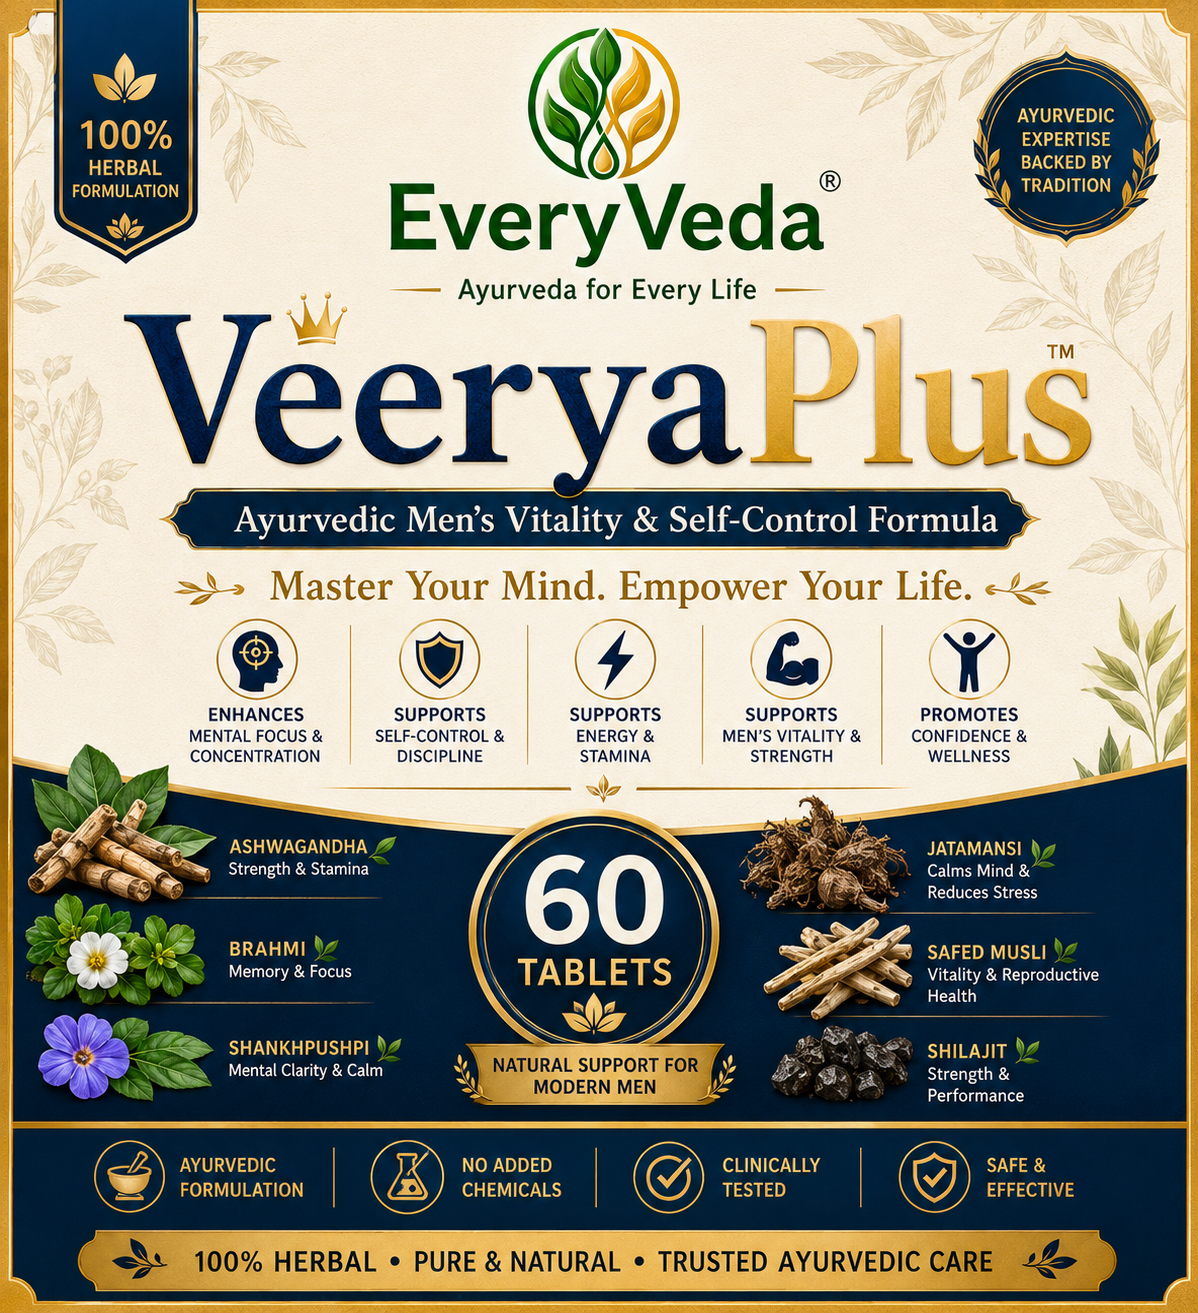 100%
HERBAL
FORMULATION
AYURVEDIC
EXPERTISE
BACKED BY
TRADITION
EveryVeda®
Ayurveda for Every Life
VeeryaPlus™
Ayurvedic Men's Vitality & Self-Control Formula
Master Your Mind. Empower Your Life.
ENHANCES
MENTAL FOCUS &
CONCENTRATION
SUPPORTS
SELF-CONTROL &
DISCIPLINE
SUPPORTS
ENERGY &
STAMINA
SUPPORTS
MEN'S VITALITY &
STRENGTH
PROMOTES
CONFIDENCE &
WELLNESS
ASHWAGANDHA
Strength & Stamina
BRAHMI
Memory & Focus
SHANKHPUSHPI
Mental Clarity & Calm
60
TABLETS
NATURAL SUPPORT FOR
MODERN MEN
JATAMANSI
Calms Mind &
Reduces Stress
SAFED MUSLI
Vitality & Reproductive
Health
SHILAJIT
Strength &
Performance
AYURVEDIC
FORMULATION
NO ADDED
CHEMICALS
CLINICALLY
TESTED
SAFE &
EFFECTIVE
100% HERBAL • PURE & NATURAL • TRUSTED AYURVEDIC CARE